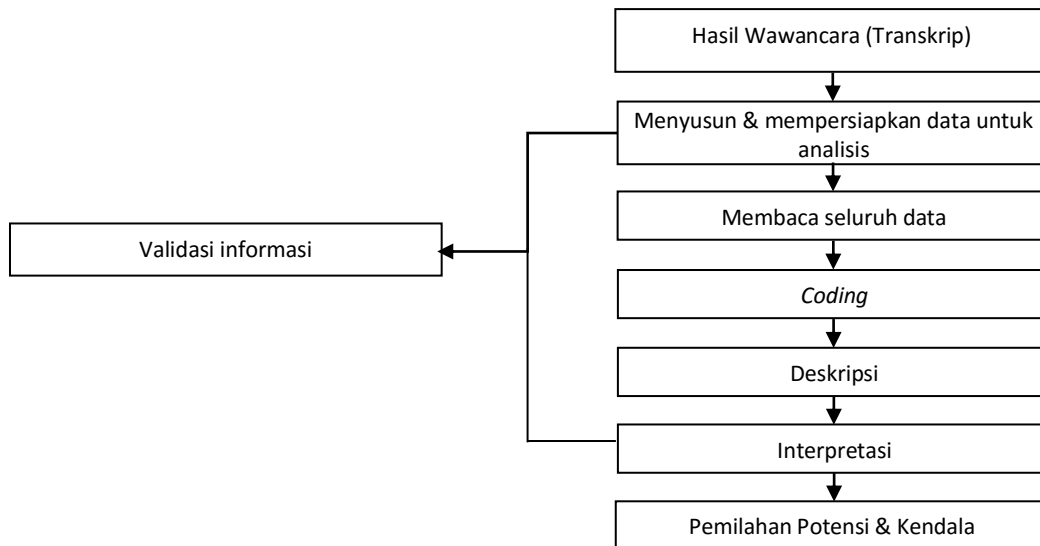 Hasil Wawancara (Transkrip)
Menyusun & mempersiapkan data untuk
analisis
Membaca seluruh data
Validasi informasi
Coding
Deskripsi
Interpretasi
Pemilahan Potensi & Kendala